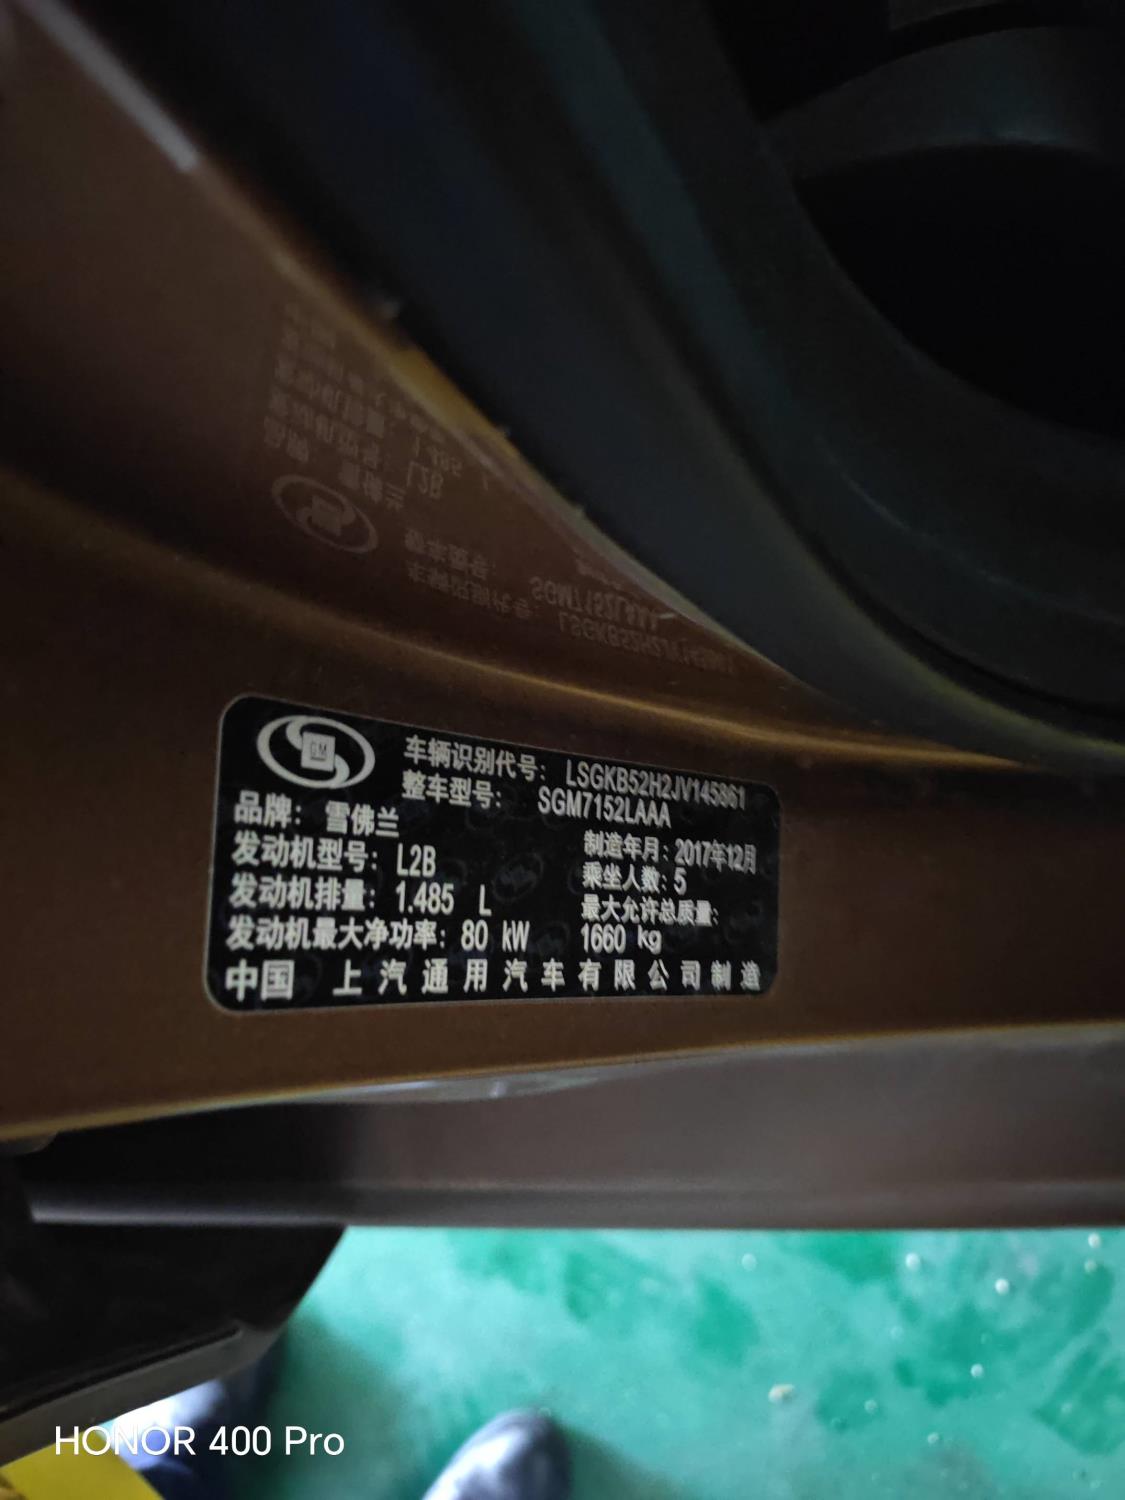 GM
车辆识别代号： LSGKB52H2JV145861
整车型号： SGM7152LAAA
品牌： 雪佛兰
发动机型号： L2B
发动机排量： 1.485 L
发动机最大净功率： 80 kW
制造年月：2017年12月
乘坐人数：5
最大允许总质量：
1660 kg
中国 上汽通用汽车有限公司制造
HONOR 400 Pro